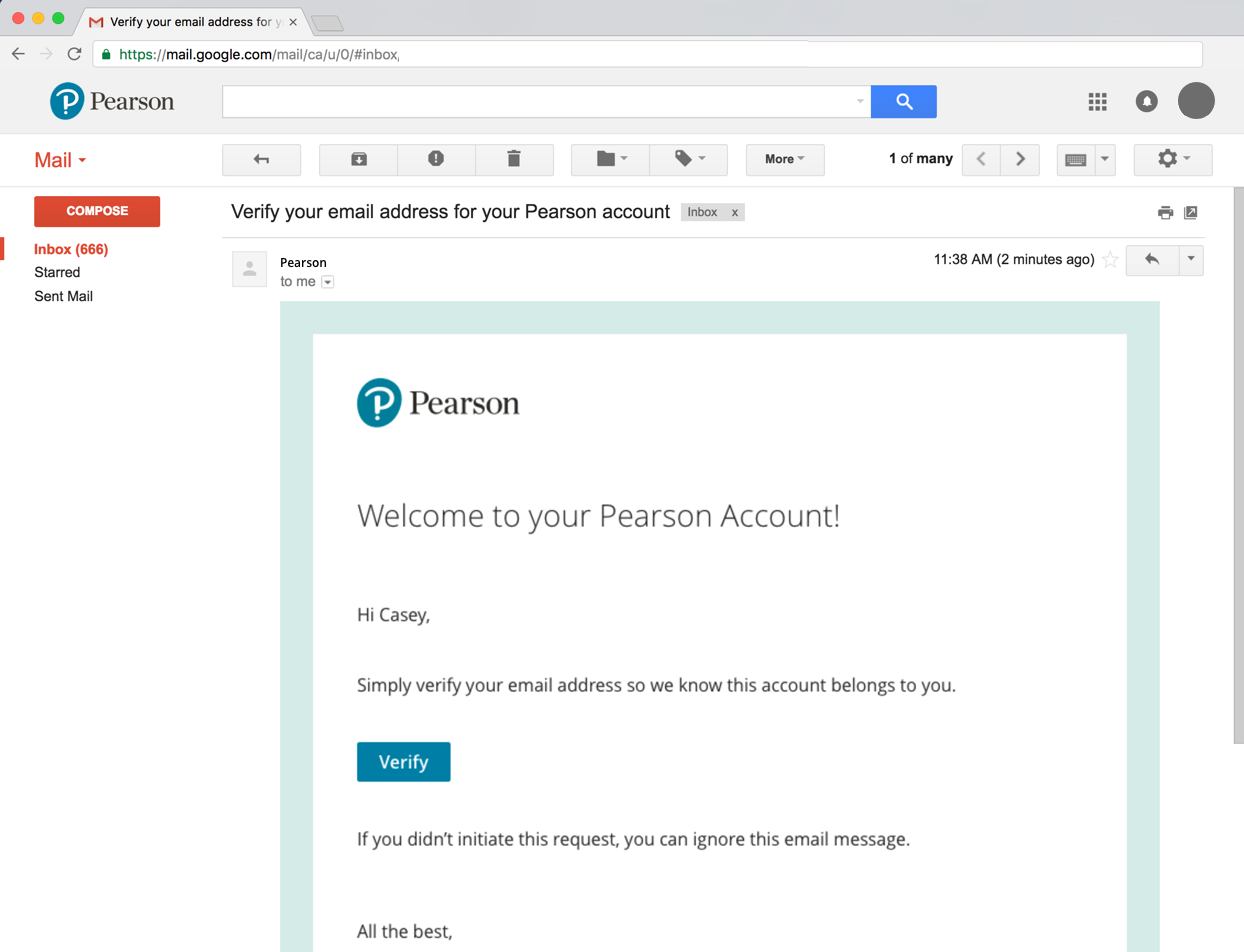 Verify your email address for y
https://mail.google.com/mail/ca/u/0/#inbox,
Pearson
Mail
More
1 of many
COMPOSE
Verify your email address for your Pearson account
Inbox x
Inbox (666)
Starred
Sent Mail
Pearson
11:38 AM (2 minutes ago)
to me
Pearson
Welcome to your Pearson Account!
Hi Casey,
Simply verify your email address so we know this account belongs to you.
Verify
If you didn't initiate this request, you can ignore this email message.
All the best,